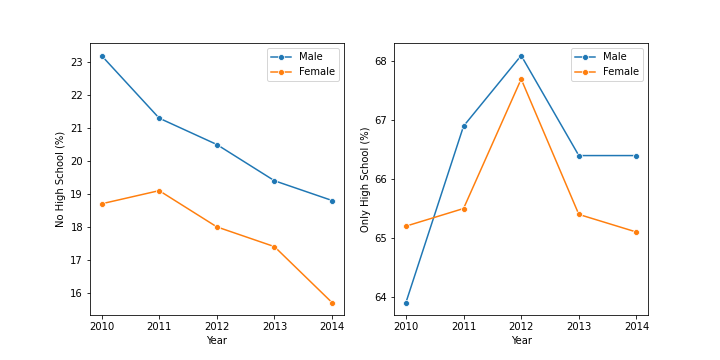 No High School (%)
23
22
21
20
19
18
17
16
2010 2011 2012 2013 2014
Year
Male
Female
Only High School (%)
68
67
66
65
64
2010 2011 2012 2013 2014
Year
Male
Female